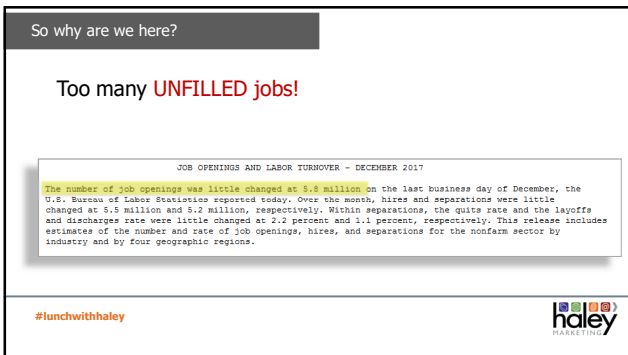 So why are we here?
Too many UNFILLED jobs!
JOB OPENINGS AND LABOR TURNOVER – DECEMBER 2017
The number of job openings was little changed at 5.8 million on the last business day of December, the
U.S. Bureau of Labor Statistics reported today. Over the month, hires and separations were little
changed at 5.5 million and 5.2 million, respectively. Within separations, the quits rate and the layoffs
and discharges rate were little changed at 2.2 percent and 1.1 percent, respectively. This release includes
estimates of the number and rate of job openings, hires, and separations for the nonfarm sector by
industry and by four geographic regions.
#lunchwithhaley
haley
MARKETING